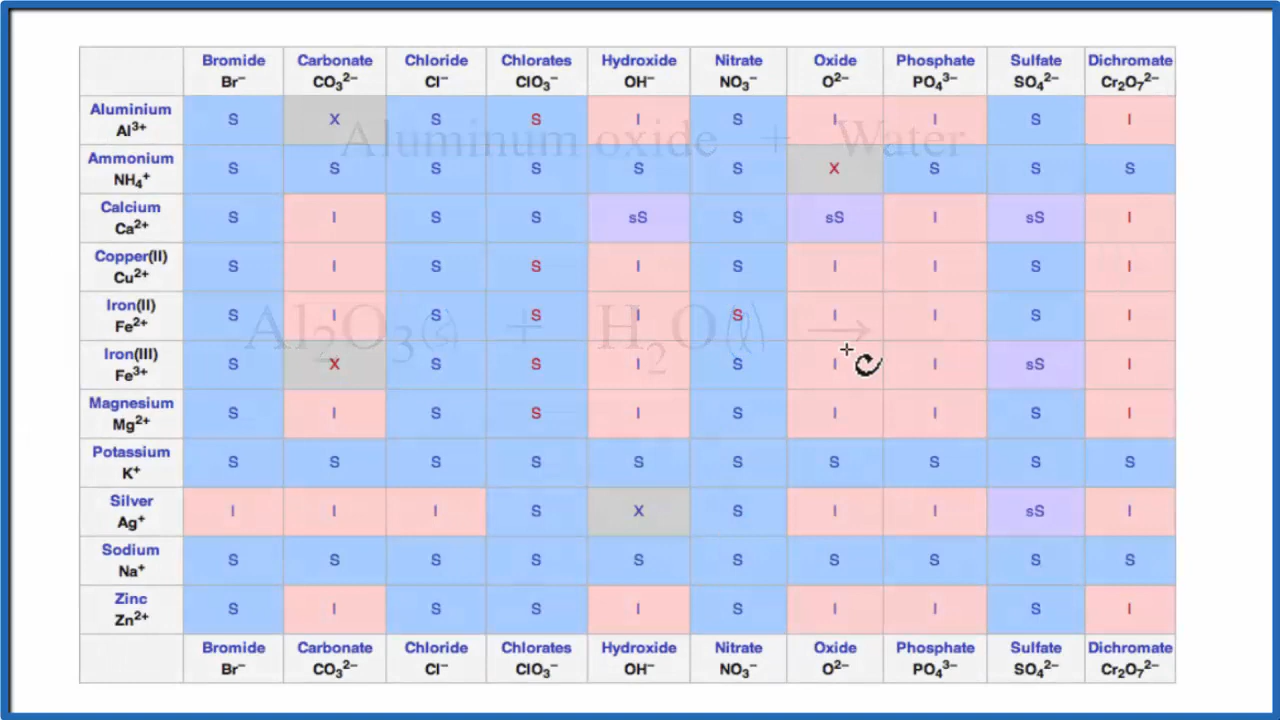 Bromide Carbonate Chloride Chlorates Hydroxide Nitrate Oxide Phosphate Sulfate Dichromate
Br⁻ CO₃²⁻ Cl⁻ ClO₃⁻ OH⁻ NO₃⁻ O²⁻ PO₄³⁻ SO₄²⁻ Cr₂O₇²⁻
Aluminium
Al³⁺ S X S S I S I I S I
Aluminum oxide + Water
Ammonium
NH₄⁺ S S S S S S X S S S
Calcium
Ca²⁺ S I S S sS S sS I sS I
Copper(II)
Cu²⁺ S I S S I S I I S I
Iron(II)
Fe²⁺ S I S S I S I I S I
Al₂O₃(s) + H₂O(l) →
Iron(III)
Fe³⁺ S X S S I S I I sS I
Magnesium
Mg²⁺ S I S S I S I I S I
Potassium
K⁺ S S S S S S S S S S
Silver
Ag⁺ I I I S X S I I sS I
Sodium
Na⁺ S S S S S S S S S S
Zinc
Zn²⁺ S I S S I S I I S I
Bromide Carbonate Chloride Chlorates Hydroxide Nitrate Oxide Phosphate Sulfate Dichromate
Br⁻ CO₃²⁻ Cl⁻ ClO₃⁻ OH⁻ NO₃⁻ O²⁻ PO₄³⁻ SO₄²⁻ Cr₂O₇²⁻